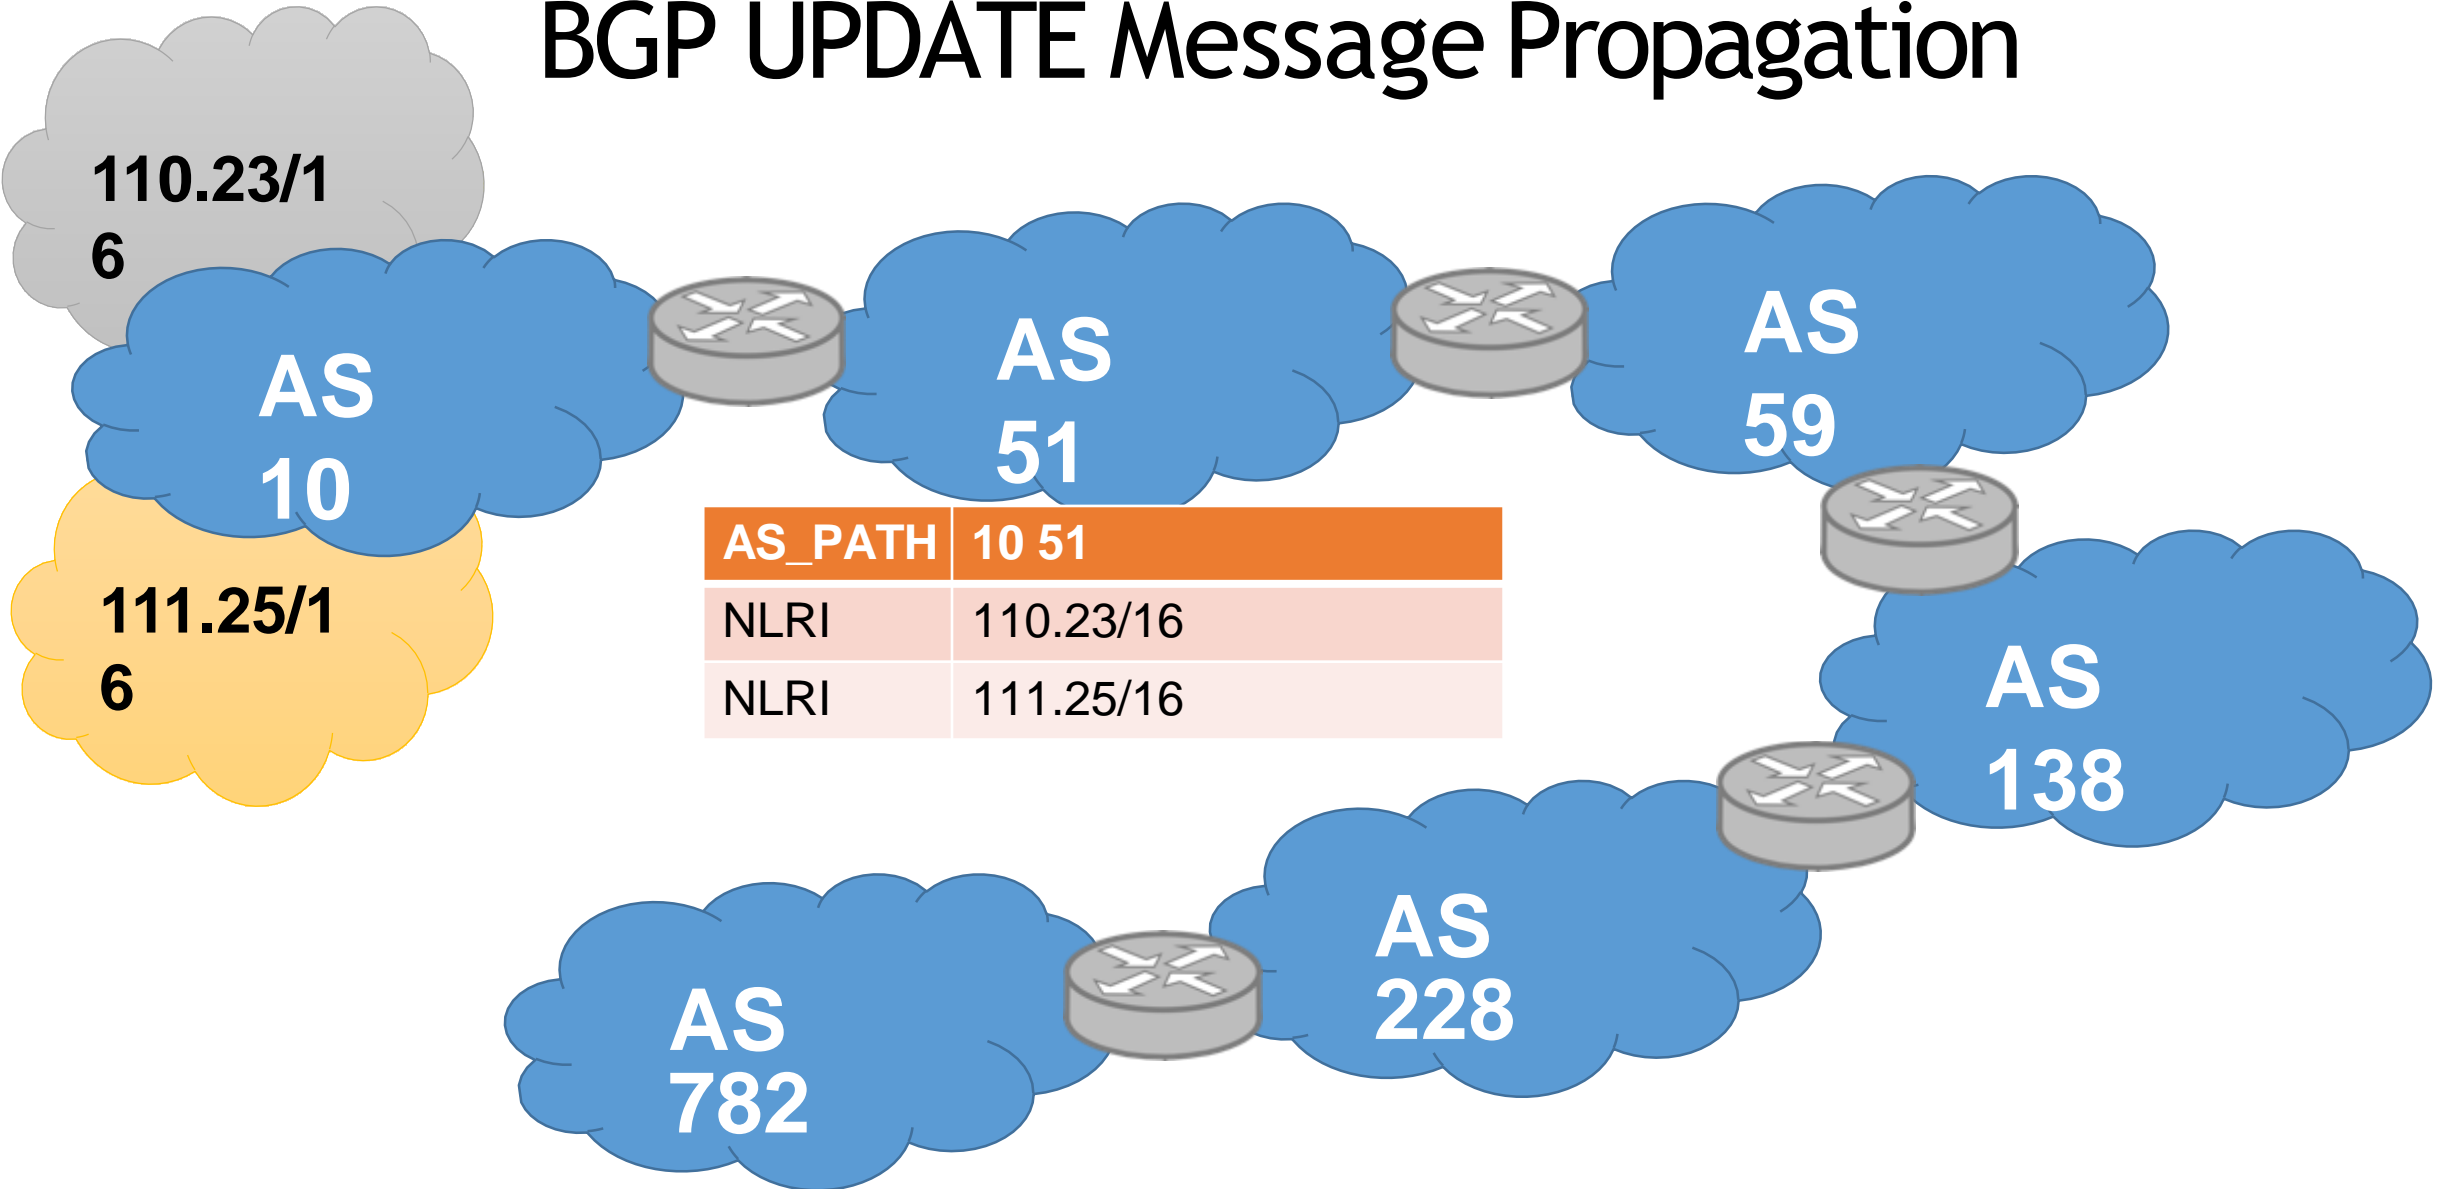 BGP UPDATE Message Propagation
110.23/1
6
AS
10
AS
51
AS
59
111.25/1
6
AS_PATH 10 51
NLRI 110.23/16
NLRI 111.25/16
AS
138
AS
228
AS
782